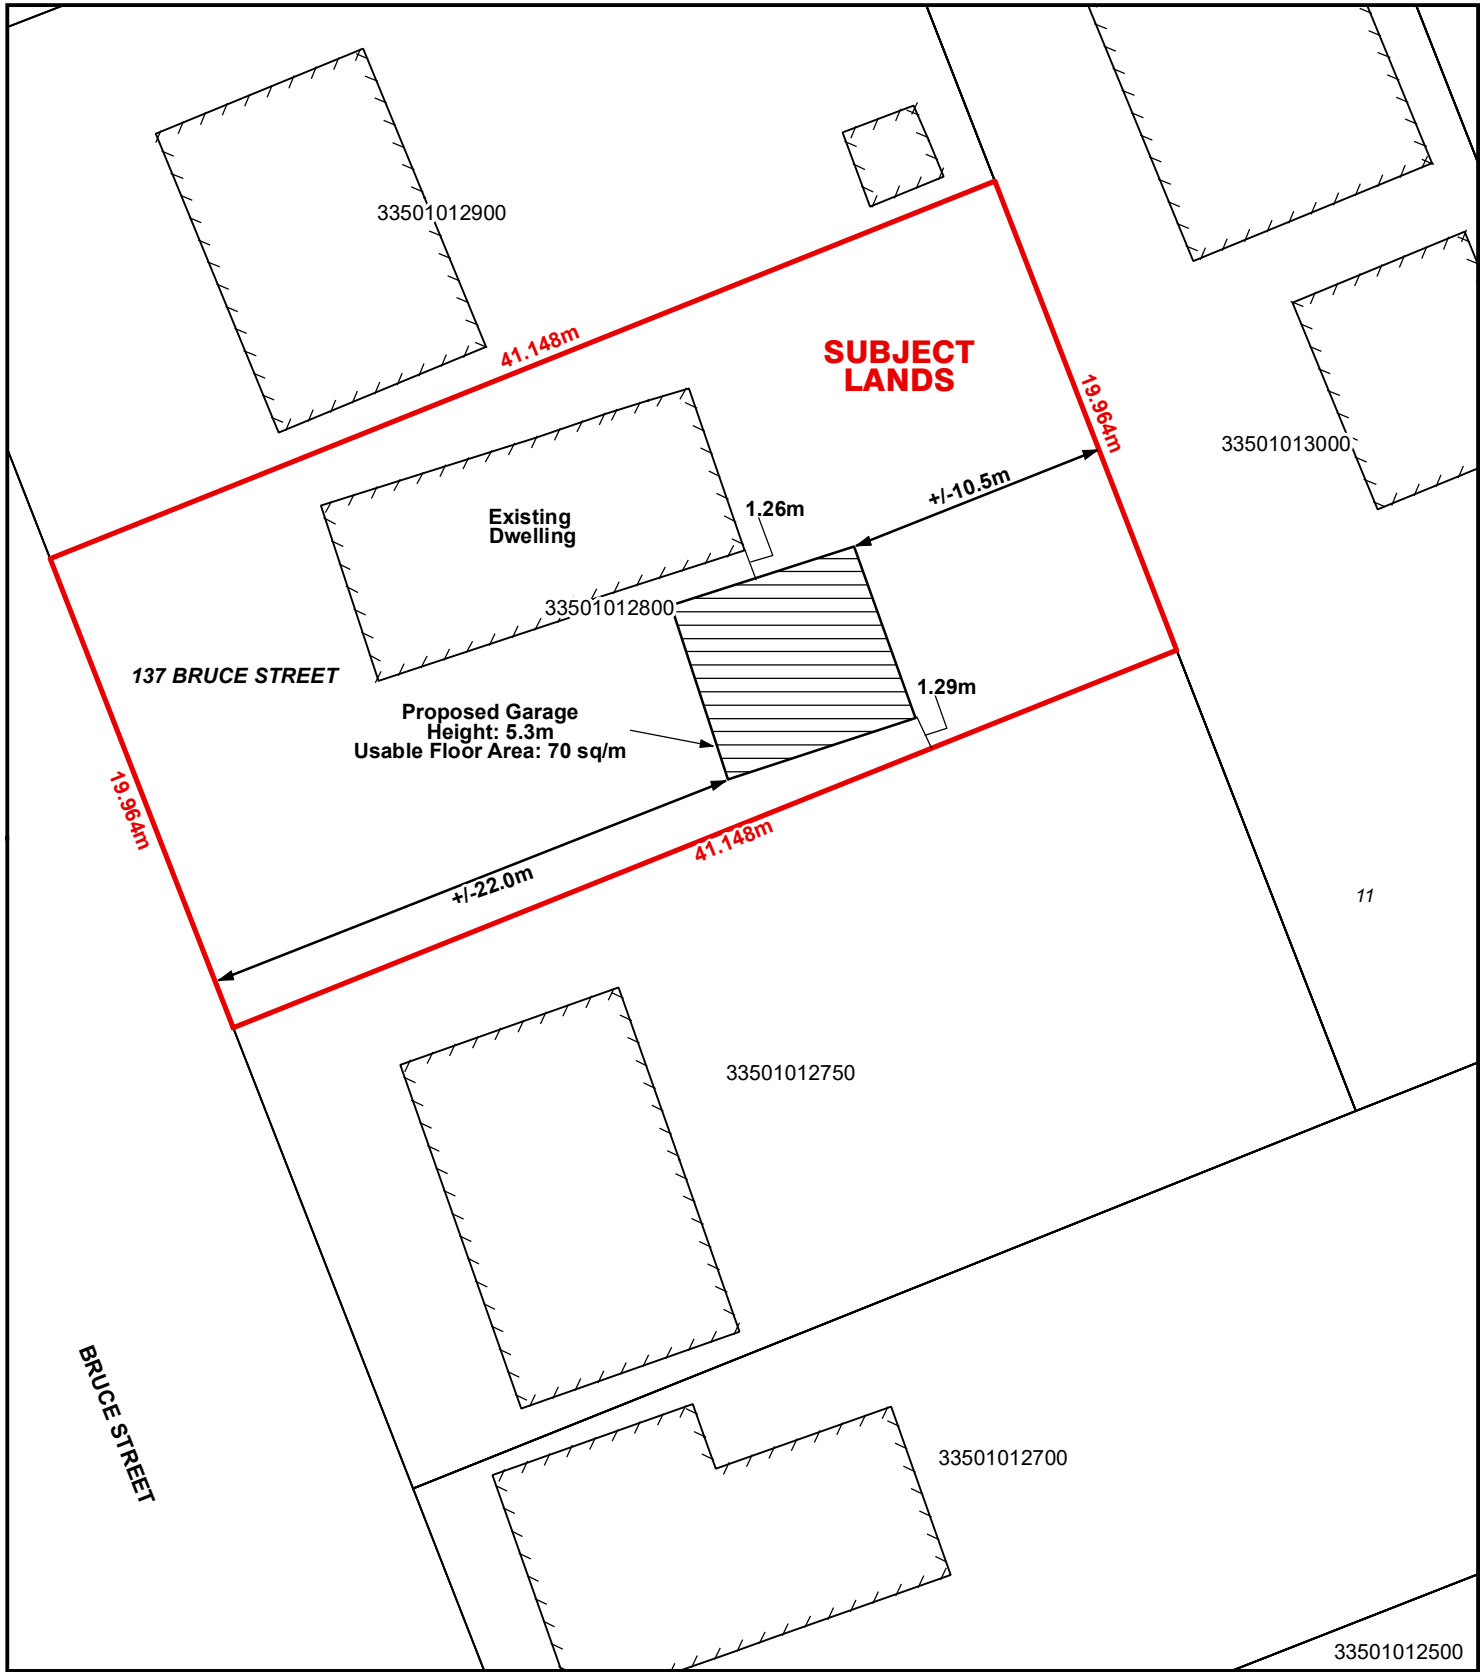 33501012900
41.148m
SUBJECT
LANDS
19.964m
33501013000
+/-10.5m
1.26m
Existing
Dwelling
33501012800
137 BRUCE STREET
1.29m
Proposed Garage
Height: 5.3m
Usable Floor Area: 70 sq/m
19.964m
41.148m
+/-22.0m
11
33501012750
BRUCE STREET
33501012700
33501012500